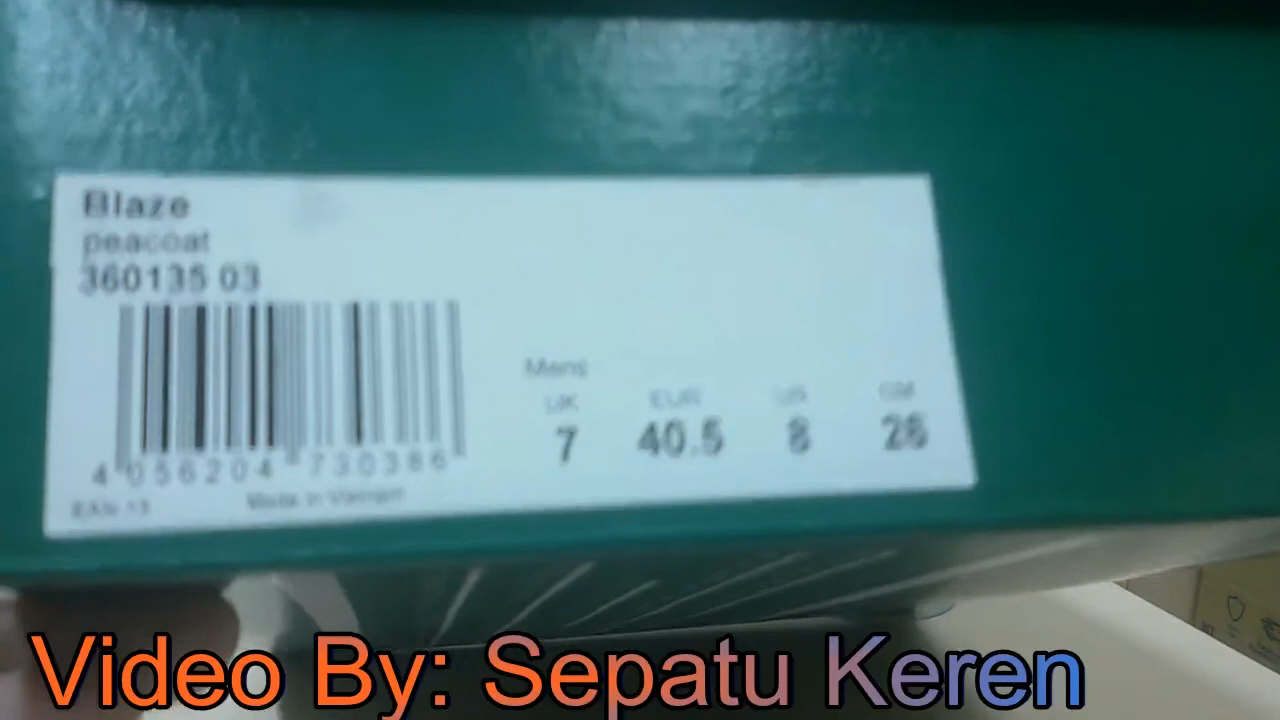 Blaze
peacoat
360135 03
Mens
UK EUR US CM
7 40.5 8 26
4 056204 730386
EAN-13 Made in Vietnam
Video By: Sepatu Keren